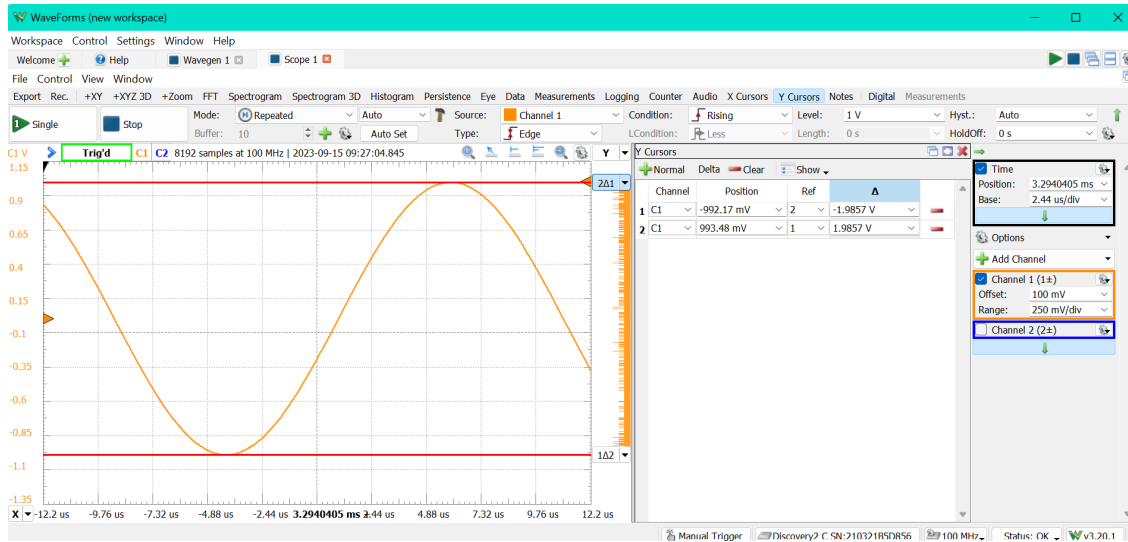 WaveForms (new workspace)
Workspace Control Settings Window Help
Welcome Help Wavegen 1 Scope 1
File Control View Window
Export Rec. +XY +XYZ 3D +Zoom FFT Spectrogram Spectrogram 3D Histogram Persistence Eye Data Measurements Logging Counter Audio X Cursors Y Cursors Notes Digital Measurements
Single Stop Mode: Repeated Auto Source: Channel 1 Condition: Rising Level: 1 V Hyst.: Auto
Buffer: 10 Auto Set Type: Edge LCondition: Less Length: 0 s HoldOff: 0 s
C1 V Trig'd C1 C2 8192 samples at 100 MHz | 2023-09-15 09:27:04.845 Y
1.15
0.9
0.65
0.4
0.15
-0.1
-0.35
-0.6
-0.85
-1.1
-1.35
2Δ1
1Δ2
X -12.2 us -9.76 us -7.32 us -4.88 us -2.44 us 3.2940405 ms 2.44 us 4.88 us 7.32 us 9.76 us 12.2 us
Y Cursors
Normal Delta Clear Show
Channel Position Ref Δ
1 C1 -992.17 mV 2 -1.9857 V
2 C1 993.48 mV 1 1.9857 V
Time
Position: 3.2940405 ms
Base: 2.44 us/div
Options
Add Channel
Channel 1 (1±)
Offset: 100 mV
Range: 250 mV/div
Channel 2 (2±)
Manual Trigger Discovery2 C SN:210321B5D856 100 MHz Status: OK v3.20.1